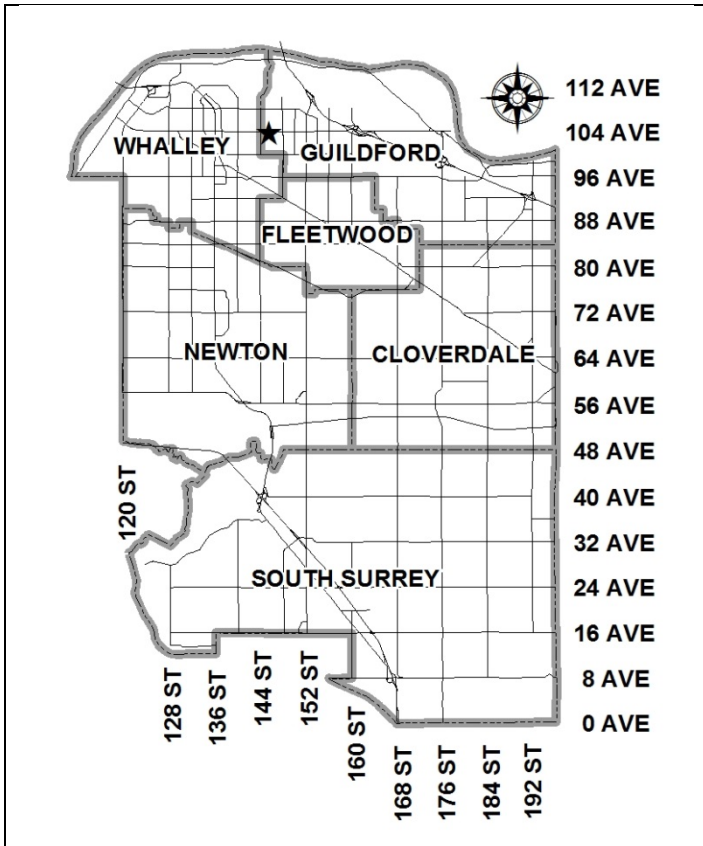 112 AVE
104 AVE
WHALLEY
GUILDFORD
96 AVE
88 AVE
FLEETWOOD
80 AVE
72 AVE
NEWTON
CLOVERDALE
64 AVE
56 AVE
48 AVE
120 ST
40 AVE
32 AVE
SOUTH SURREY
24 AVE
16 AVE
128 ST
136 ST
144 ST
152 ST
160 ST
8 AVE
0 AVE
168 ST
176 ST
184 ST
192 ST